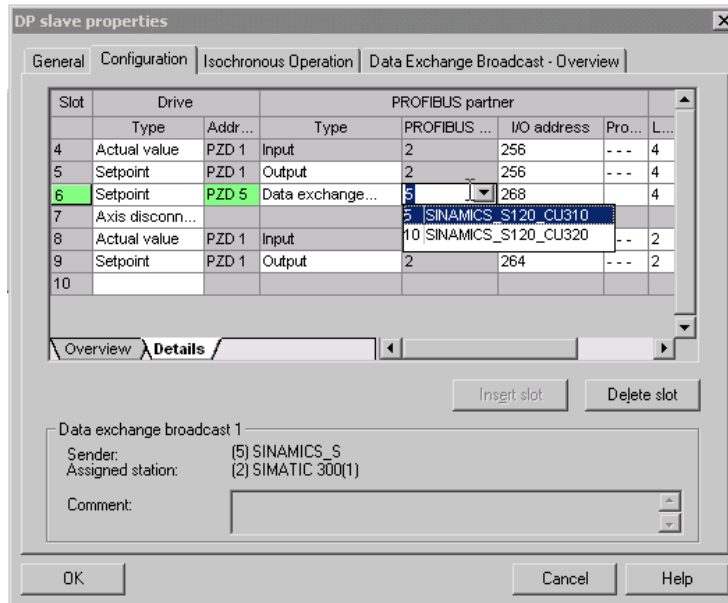 DP slave properties
General Configuration Isochronous Operation Data Exchange Broadcast - Overview
Slot Drive PROFIBUS partner
Type Addr... Type PROFIBUS ... I/O address Pro... L...
4 Actual value PZD 1 Input 2 256 - - - 4
5 Setpoint PZD 1 Output 2 256 - - - 4
6 Setpoint PZD 5 Data exchange... 5 268 4
7 Axis disconn... 5 SINAMICS_S120_CU310
8 Actual value PZD 1 Input 10 SINAMICS_S120_CU320 - - 2
9 Setpoint PZD 1 Output 2 264 - - - 2
10
Overview Details
Insert slot Delete slot
Data exchange broadcast 1
Sender: (5) SINAMICS_S
Assigned station: (2) SIMATIC 300(1)
Comment:
OK Cancel Help